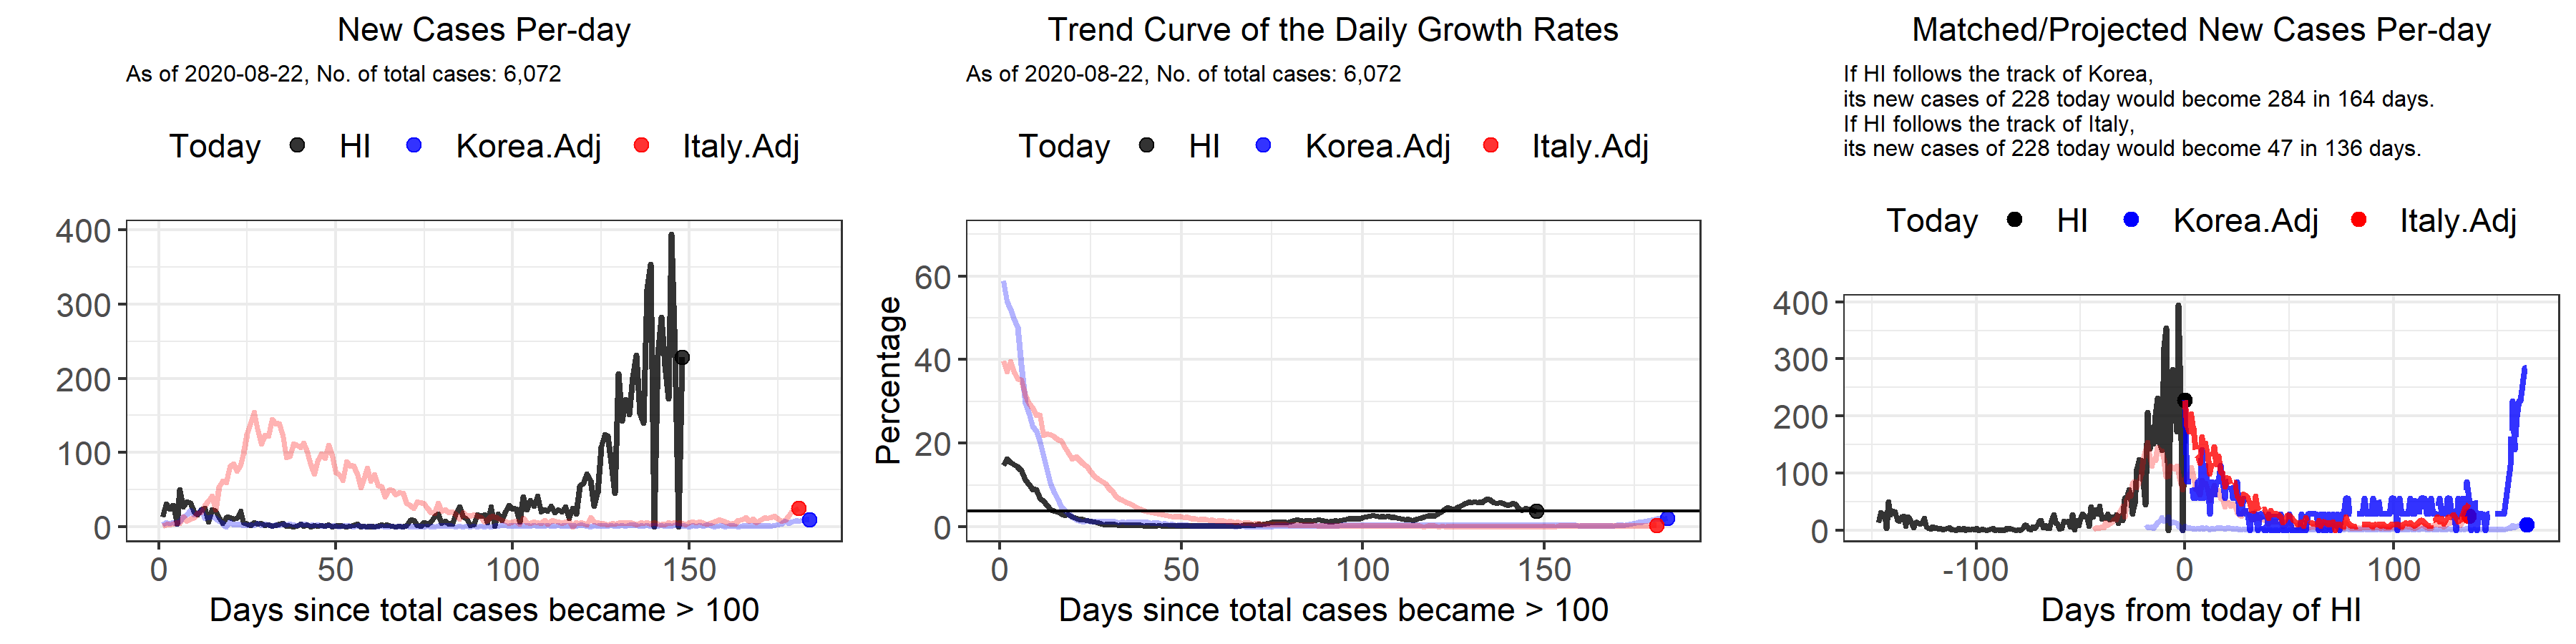 New Cases Per-day
As of 2020-08-22, No. of total cases: 6,072
Today HI Korea.Adj Italy.Adj
400
300
200
100
0
0 50 100 150
Days since total cases became > 100
Trend Curve of the Daily Growth Rates
As of 2020-08-22, No. of total cases: 6,072
Today HI Korea.Adj Italy.Adj
Percentage
60
40
20
0
0 50 100 150
Days since total cases became > 100
Matched/Projected New Cases Per-day
If HI follows the track of Korea,
its new cases of 228 today would become 284 in 164 days.
If HI follows the track of Italy,
its new cases of 228 today would become 47 in 136 days.
Today HI Korea.Adj Italy.Adj
400
300
200
100
0
-100 0 100
Days from today of HI